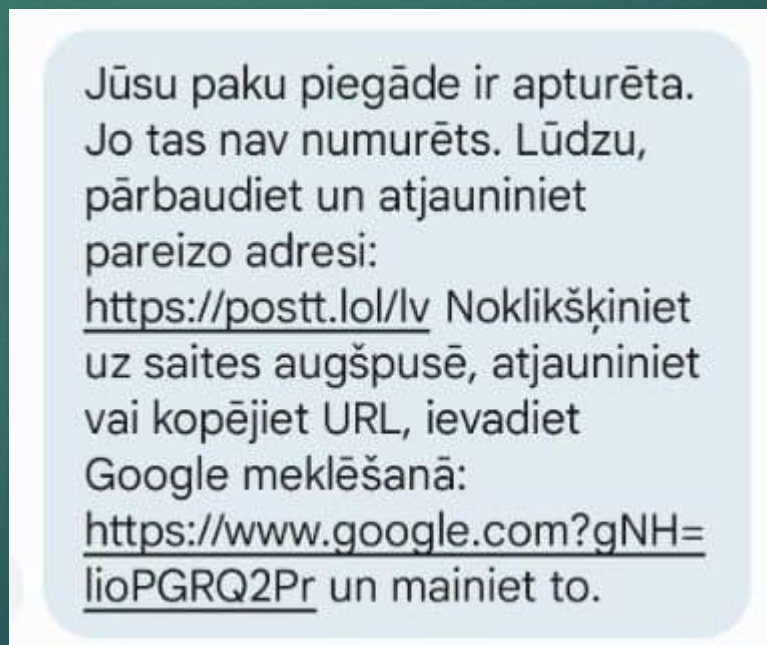 Jūsu paku piegāde ir apturēta.
Jo tas nav numurēts. Lūdzu,
pārbaudiet un atjauniniet
pareizo adresi:
https://postt.lol/lv Noklikšķiniet
uz saites augšpusē, atjauniniet
vai kopējiet URL, ievadiet
Google meklēšanā:
https://www.google.com?gNH=
lioPGRQ2Pr un mainiet to.